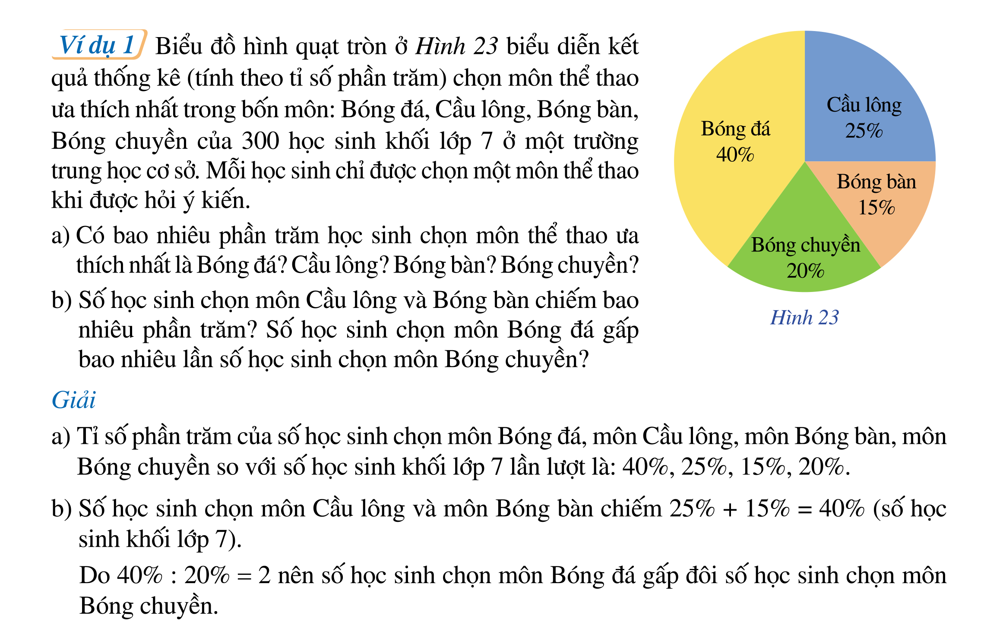 Ví dụ 1 Biểu đồ hình quạt tròn ở Hình 23 biểu diễn kết
quả thống kê (tính theo tỉ số phần trăm) chọn môn thể thao
ưa thích nhất trong bốn môn: Bóng đá, Cầu lông, Bóng bàn,
Bóng chuyền của 300 học sinh khối lớp 7 ở một trường
trung học cơ sở. Mỗi học sinh chỉ được chọn một môn thể thao
khi được hỏi ý kiến.
a) Có bao nhiêu phần trăm học sinh chọn môn thể thao ưa
thích nhất là Bóng đá? Cầu lông? Bóng bàn? Bóng chuyền?
b) Số học sinh chọn môn Cầu lông và Bóng bàn chiếm bao
nhiêu phần trăm? Số học sinh chọn môn Bóng đá gấp
bao nhiêu lần số học sinh chọn môn Bóng chuyền?
Cầu lông
25%
Bóng đá
40%
Bóng bàn
15%
Bóng chuyền
20%
Hình 23
Giải
a) Tỉ số phần trăm của số học sinh chọn môn Bóng đá, môn Cầu lông, môn Bóng bàn, môn
Bóng chuyền so với số học sinh khối lớp 7 lần lượt là: 40%, 25%, 15%, 20%.
b) Số học sinh chọn môn Cầu lông và môn Bóng bàn chiếm 25% + 15% = 40% (số học
sinh khối lớp 7).
Do 40% : 20% = 2 nên số học sinh chọn môn Bóng đá gấp đôi số học sinh chọn môn
Bóng chuyền.